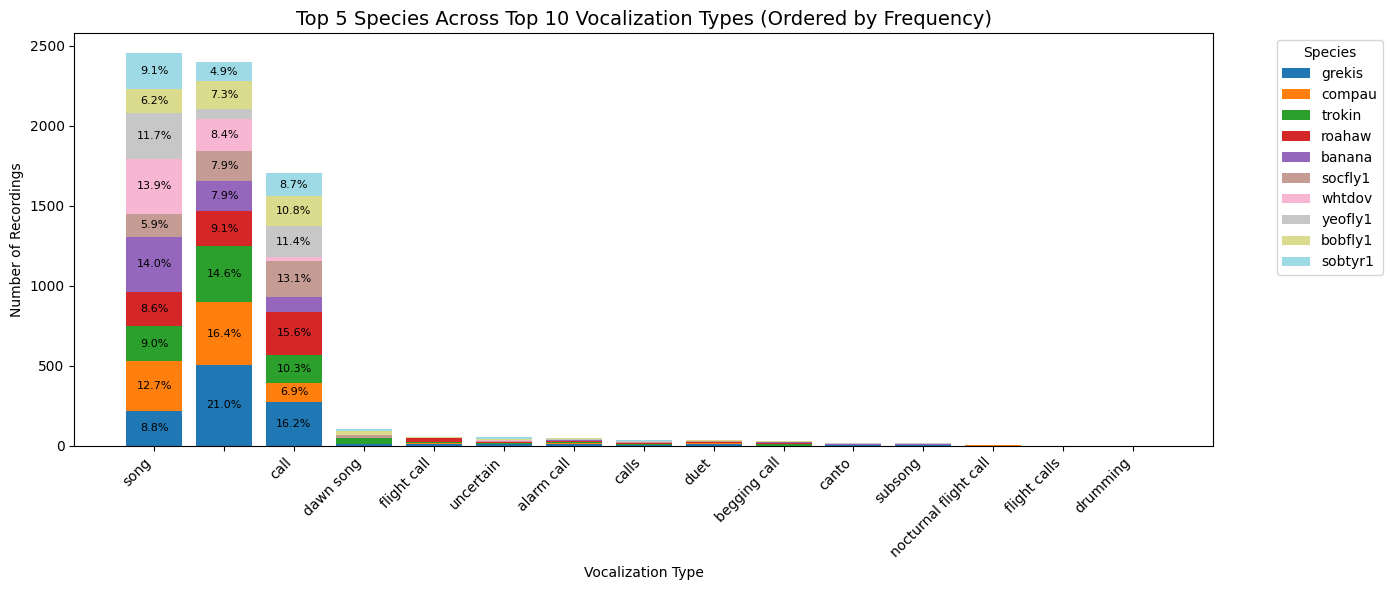 Top 5 Species Across Top 10 Vocalization Types (Ordered by Frequency)
Number of Recordings
2500
2000
1500
1000
500
0
9.1%
6.2%
11.7%
13.9%
5.9%
14.0%
8.6%
9.0%
12.7%
8.8%
4.9%
7.3%
8.4%
7.9%
7.9%
9.1%
14.6%
16.4%
21.0%
8.7%
10.8%
11.4%
13.1%
15.6%
10.3%
6.9%
16.2%
song
call
dawn song
flight call
uncertain
alarm call
calls
duet
begging call
canto
subsong
nocturnal flight call
flight calls
drumming
Vocalization Type
Species
grekis
compau
trokin
roahaw
banana
socfly1
whtdov
yeofly1
bobfly1
sobtyr1